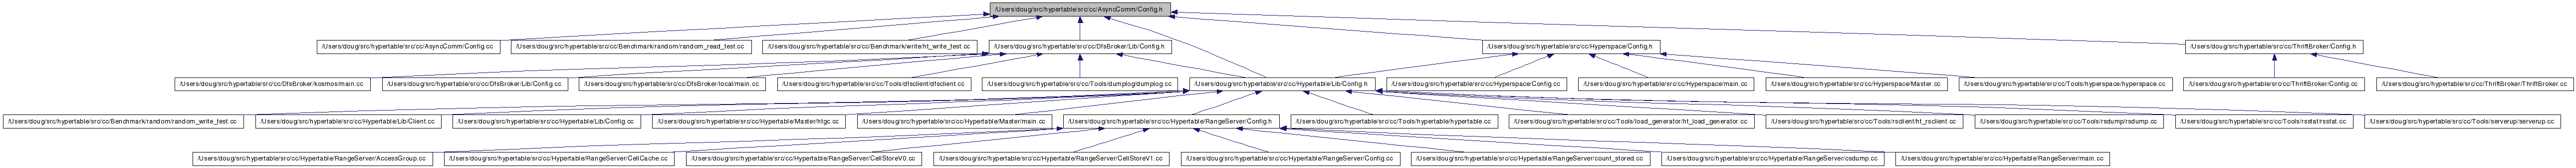 /Users/doug/src/hypertable/src/cc/AsyncComm/Config.h
/Users/doug/src/hypertable/src/cc/AsyncComm/Config.cc
/Users/doug/src/hypertable/src/cc/Benchmark/random/random_read_test.cc
/Users/doug/src/hypertable/src/cc/Benchmark/write/ht_write_test.cc
/Users/doug/src/hypertable/src/cc/DfsBroker/Lib/Config.h
/Users/doug/src/hypertable/src/cc/Hyperspace/Config.h
/Users/doug/src/hypertable/src/cc/ThriftBroker/Config.h
/Users/doug/src/hypertable/src/cc/DfsBroker/kosmos/main.cc
/Users/doug/src/hypertable/src/cc/DfsBroker/Lib/Config.cc
/Users/doug/src/hypertable/src/cc/DfsBroker/local/main.cc
/Users/doug/src/hypertable/src/cc/Tools/dfsclient/dfsclient.cc
/Users/doug/src/hypertable/src/cc/Tools/dumplog/dumplog.cc
/Users/doug/src/hypertable/src/cc/Hypertable/Lib/Config.h
/Users/doug/src/hypertable/src/cc/Hyperspace/Config.cc
/Users/doug/src/hypertable/src/cc/Hyperspace/main.cc
/Users/doug/src/hypertable/src/cc/Hyperspace/Master.cc
/Users/doug/src/hypertable/src/cc/Tools/hyperspace/hyperspace.cc
/Users/doug/src/hypertable/src/cc/ThriftBroker/Config.cc
/Users/doug/src/hypertable/src/cc/ThriftBroker/ThriftBroker.cc
/Users/doug/src/hypertable/src/cc/Benchmark/random/random_write_test.cc
/Users/doug/src/hypertable/src/cc/Hypertable/Lib/Client.cc
/Users/doug/src/hypertable/src/cc/Hypertable/Lib/Config.cc
/Users/doug/src/hypertable/src/cc/Hypertable/Master/htgc.cc
/Users/doug/src/hypertable/src/cc/Hypertable/Master/main.cc
/Users/doug/src/hypertable/src/cc/Hypertable/RangeServer/Config.h
/Users/doug/src/hypertable/src/cc/Tools/hypertable/hypertable.cc
/Users/doug/src/hypertable/src/cc/Tools/load_generator/ht_load_generator.cc
/Users/doug/src/hypertable/src/cc/Tools/rsclient/ht_rsclient.cc
/Users/doug/src/hypertable/src/cc/Tools/rsdump/rsdump.cc
/Users/doug/src/hypertable/src/cc/Tools/rsstat/rsstat.cc
/Users/doug/src/hypertable/src/cc/Tools/serverup/serverup.cc
/Users/doug/src/hypertable/src/cc/Hypertable/RangeServer/AccessGroup.cc
/Users/doug/src/hypertable/src/cc/Hypertable/RangeServer/CellCache.cc
/Users/doug/src/hypertable/src/cc/Hypertable/RangeServer/CellStoreV0.cc
/Users/doug/src/hypertable/src/cc/Hypertable/RangeServer/CellStoreV1.cc
/Users/doug/src/hypertable/src/cc/Hypertable/RangeServer/Config.cc
/Users/doug/src/hypertable/src/cc/Hypertable/RangeServer/count_stored.cc
/Users/doug/src/hypertable/src/cc/Hypertable/RangeServer/csdump.cc
/Users/doug/src/hypertable/src/cc/Hypertable/RangeServer/main.cc